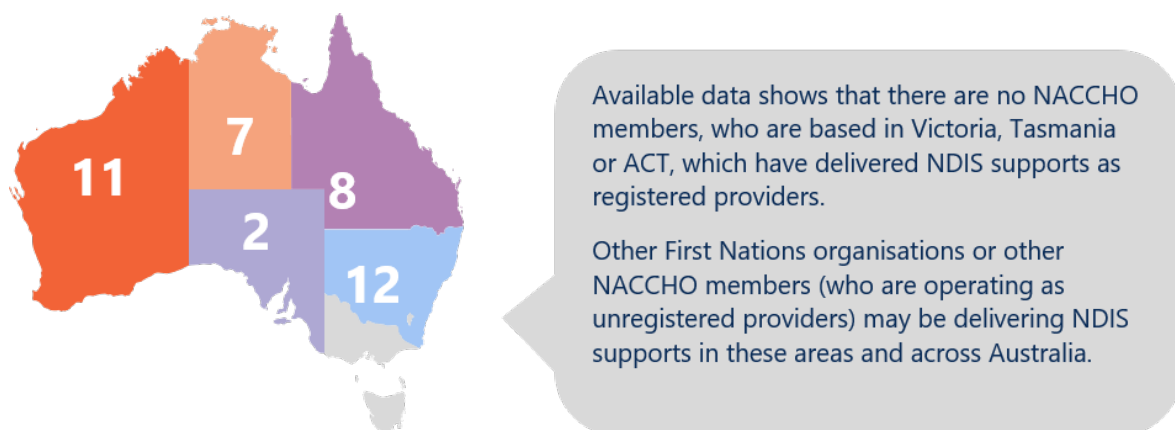 11
7
8
2
12
Available data shows that there are no NACCHO
members, who are based in Victoria, Tasmania
or ACT, which have delivered NDIS supports as
registered providers.
Other First Nations organisations or other
NACCHO members (who are operating as
unregistered providers) may be delivering NDIS
supports in these areas and across Australia.